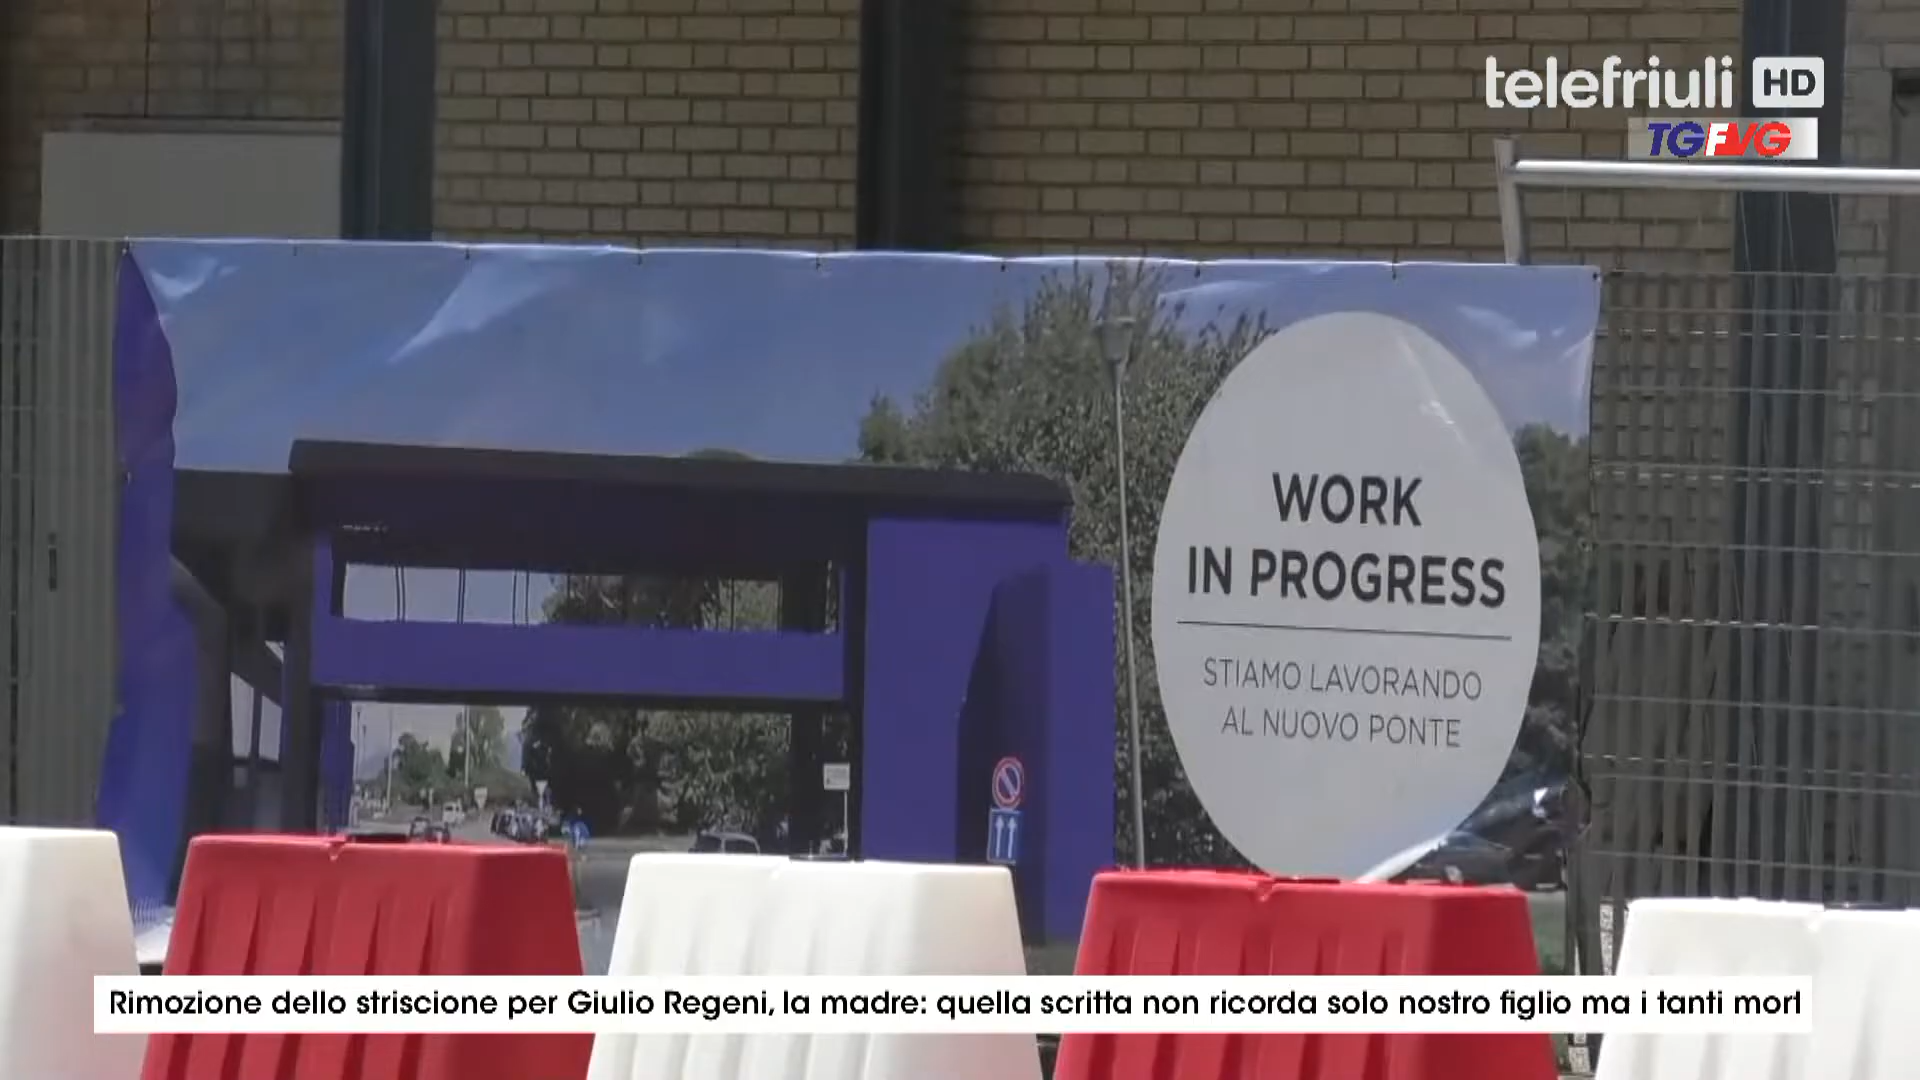 telefriuli HD
TGFVG
WORK
IN PROGRESS
STIAMO LAVORANDO
AL NUOVO PONTE
Rimozione dello striscione per Giulio Regeni, la madre: quella scritta non ricorda solo nostro figlio ma i tanti